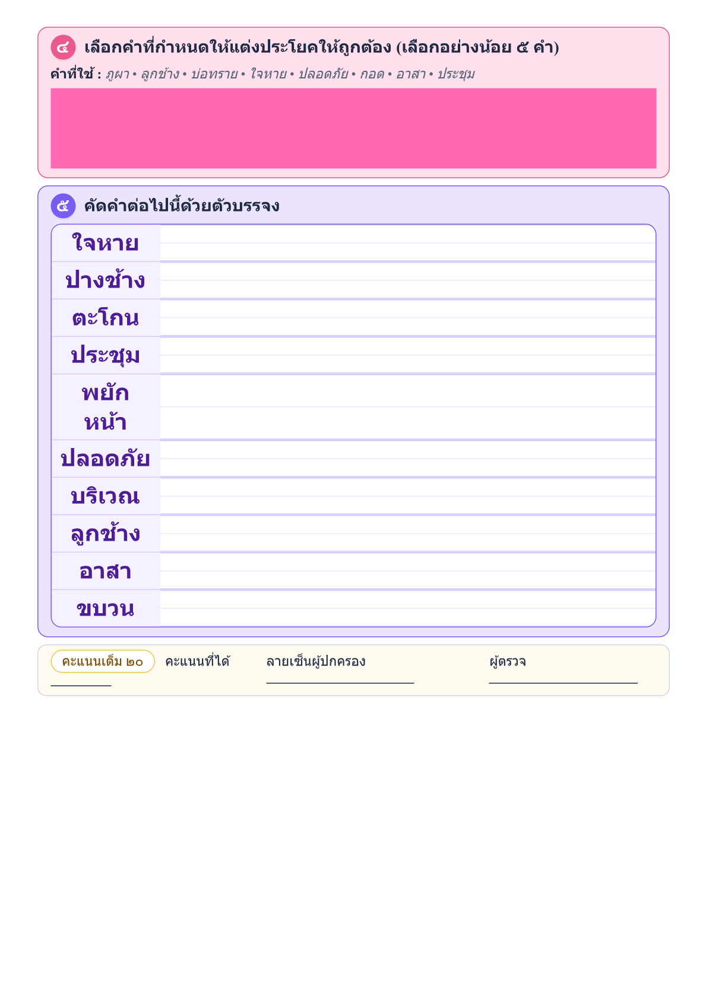 ๔ เลือกคำที่กำหนดให้แต่งประโยคให้ถูกต้อง (เลือกอย่างน้อย ๕ คำ)
คำที่ใช้ : ภูผา • ลูกช้าง • บ่อทราย • ใจหาย • ปลอดภัย • กอด • อาสา • ประชุม
๕ คัดคำต่อไปนี้ด้วยตัวบรรจง
ใจหาย
ปางช้าง
ตะโกน
ประชุม
พยัก
หน้า
ปลอดภัย
บริเวณ
ลูกช้าง
อาสา
ขบวน
คะแนนเต็ม ๒๐ คะแนนที่ได้ ลายเซ็นผู้ปกครอง ผู้ตรวจ